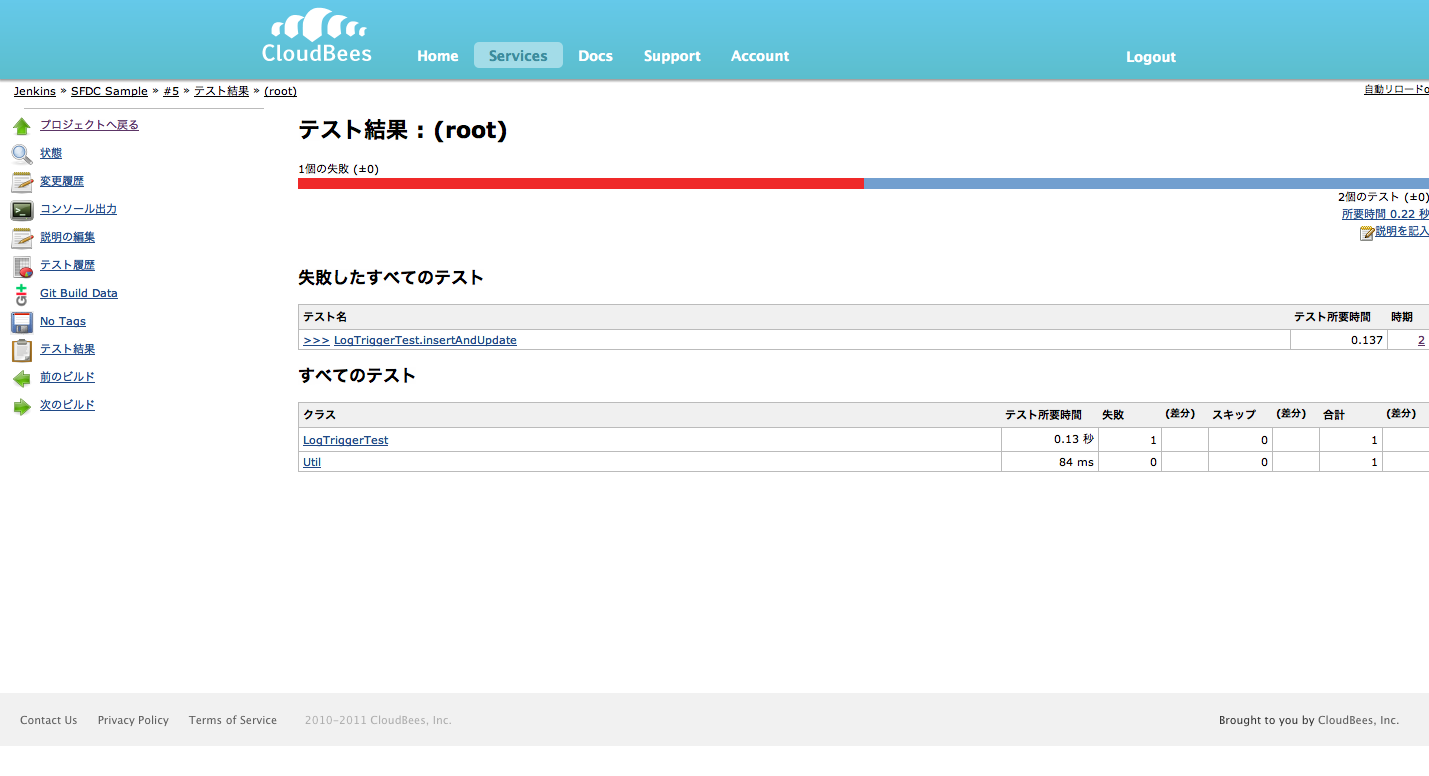 CloudBees
Home Services Docs Support Account Logout
Jenkins » SFDC Sample » #5 » テスト結果 » (root)
自動リロード
プロジェクトへ戻る
状態
変更履歴
コンソール出力
説明の編集
テスト履歴
Git Build Data
No Tags
テスト結果
前のビルド
次のビルド
テスト結果 : (root)
1個の失敗 (±0)
2個のテスト (±0)
所要時間 0.22 秒
説明を記入
失敗したすべてのテスト
テスト名 テスト所要時間 時期
>>> LogTriggerTest.insertAndUpdate 0.137 2
すべてのテスト
クラス テスト所要時間 失敗 (差分) スキップ (差分) 合計 (差分)
LogTriggerTest 0.13 秒 1 0 1
Util 84 ms 0 0 1
Contact Us Privacy Policy Terms of Service 2010-2011 CloudBees, Inc. Brought to you by CloudBees, Inc.